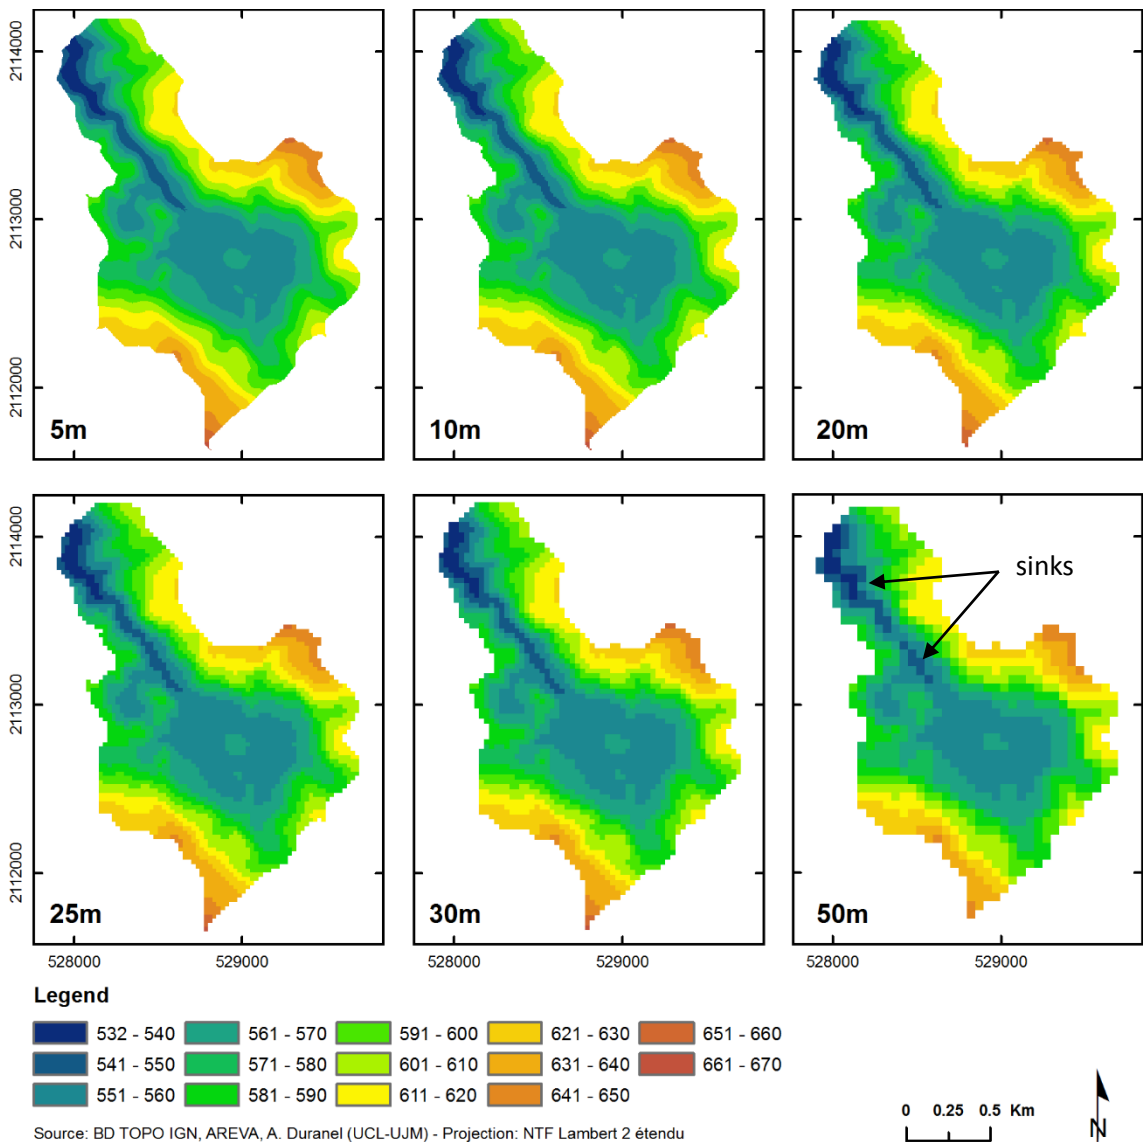 2114000
2113000
2112000
5m
10m
20m
2114000
2113000
2112000
sinks
25m
30m
50m
528000 529000 528000 529000 528000 529000
Legend
532 - 540 561 - 570 591 - 600 621 - 630 651 - 660
541 - 550 571 - 580 601 - 610 631 - 640 661 - 670
551 - 560 581 - 590 611 - 620 641 - 650
0 0.25 0.5 Km
N
Source: BD TOPO IGN, AREVA, A. Duranel (UCL-UJM) - Projection: NTF Lambert 2 étendu